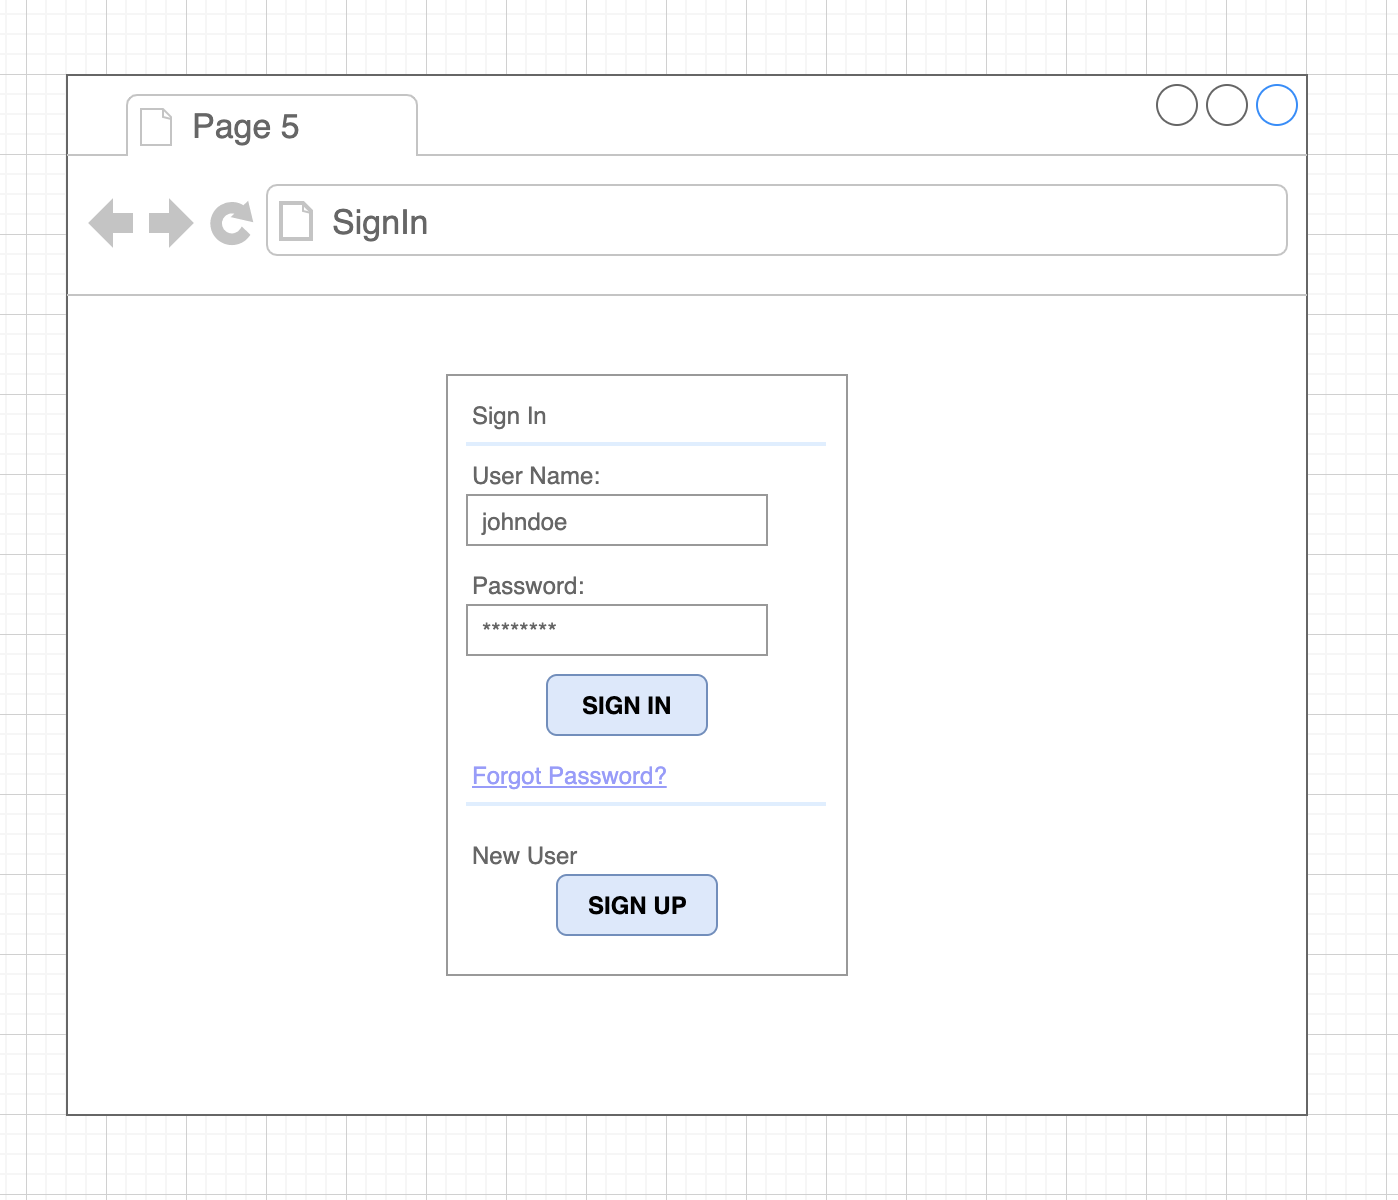 Page 5
SignIn
Sign In
User Name:
johndoe
Password:
********
SIGN IN
Forgot Password?
New User
SIGN UP